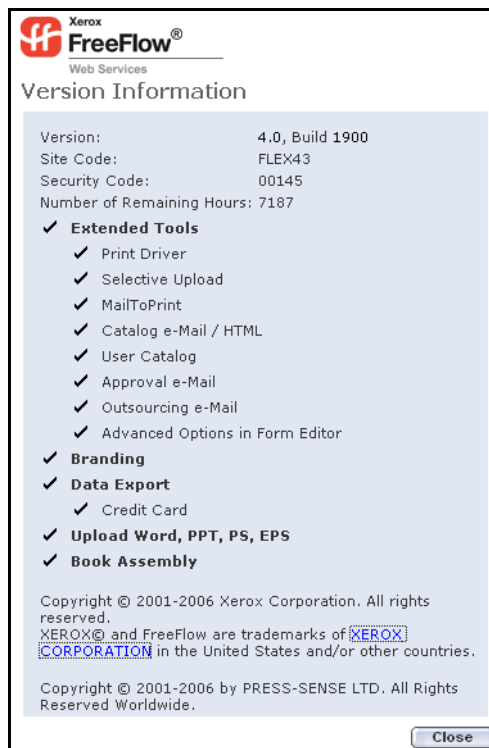 Xerox
FreeFlow®
Web Services
Version Information
Version: 4.0, Build 1900
Site Code: FLEX43
Security Code: 00145
Number of Remaining Hours: 7187
Extended Tools
Print Driver
Selective Upload
MailToPrint
Catalog e-Mail / HTML
User Catalog
Approval e-Mail
Outsourcing e-Mail
Advanced Options in Form Editor
Branding
Data Export
Credit Card
Upload Word, PPT, PS, EPS
Book Assembly
Copyright © 2001-2006 Xerox Corporation. All rights
reserved.
XEROX© and FreeFlow are trademarks of XEROX
CORPORATION in the United States and/or other countries.
Copyright © 2001-2006 by PRESS-SENSE LTD. All Rights
Reserved Worldwide.
Close